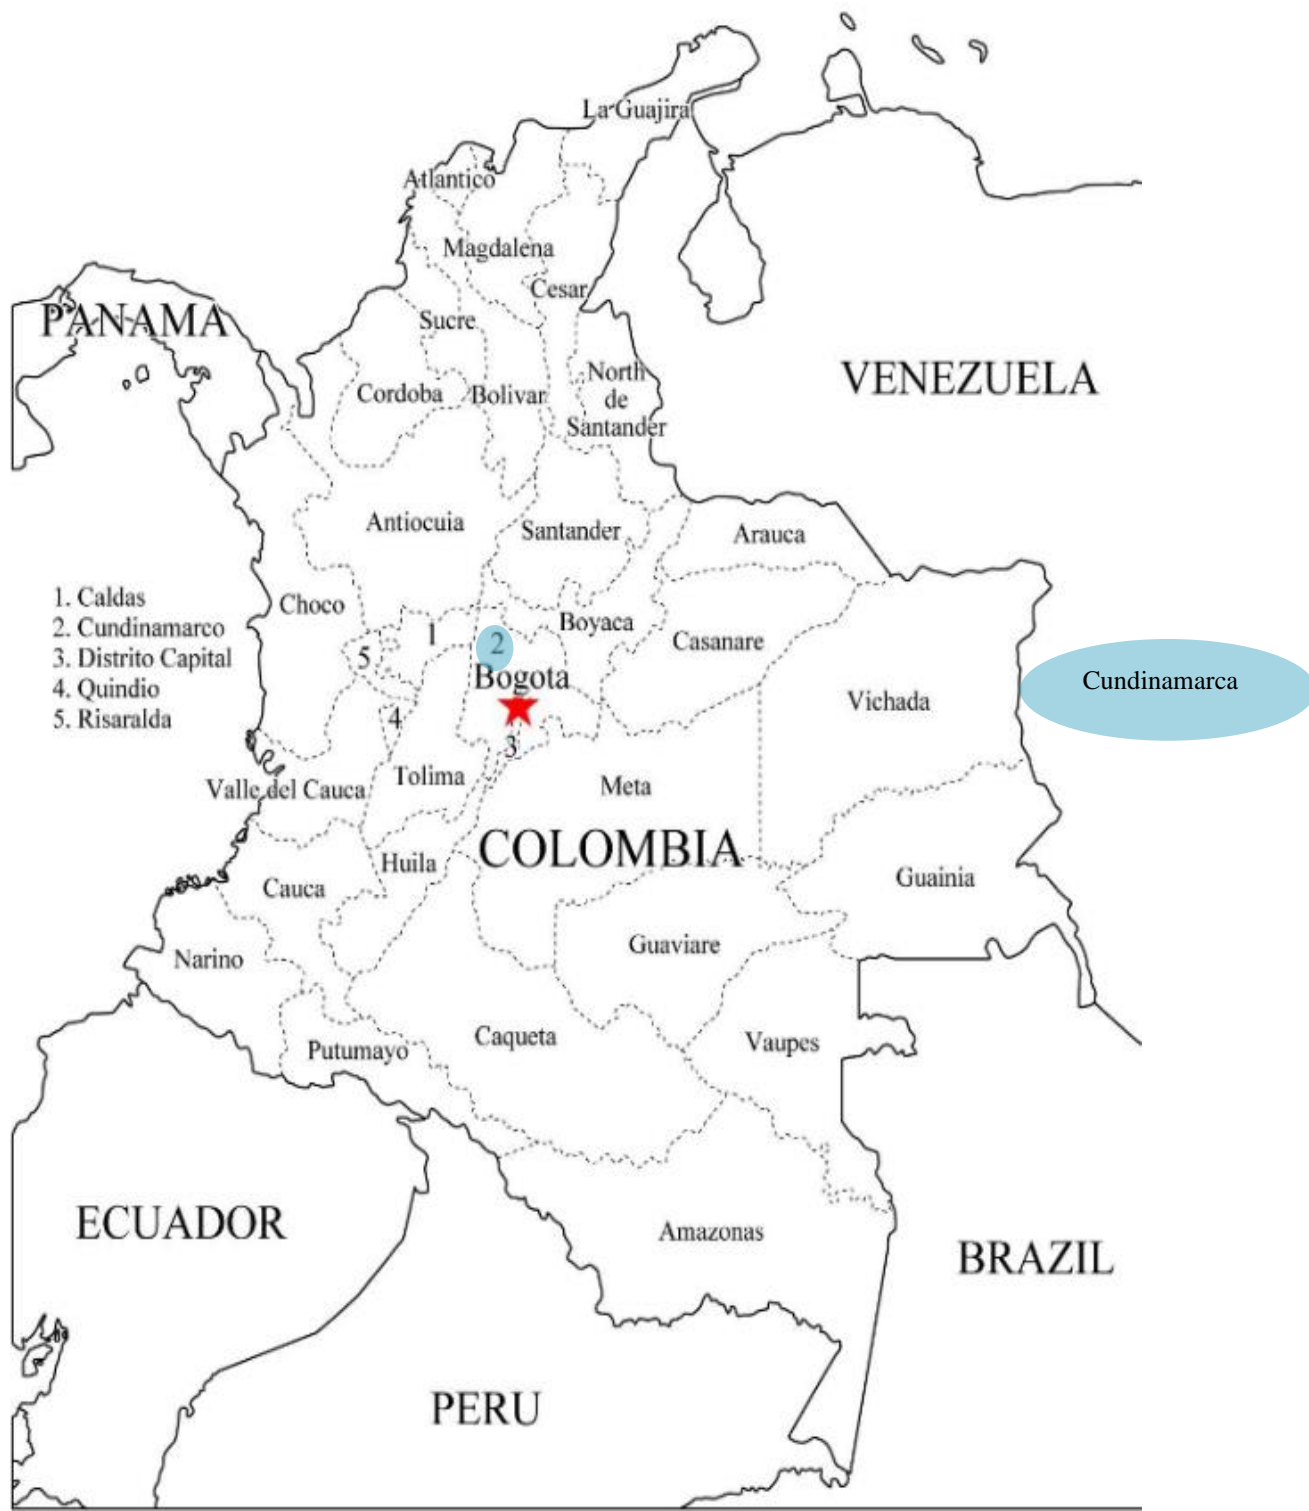 La Guajira
Atlantico
Magdalena
Cesar
PANAMA
Sucre
VENEZUELA
North
de
Santander
Cordoba
Bolivar
Antiocuia
Santander
Arauca
1. Caldas
2. Cundinamarco
3. Distrito Capital
4. Quindio
5. Risaralda
Choco
1
Boyaca
2
Casanare
5
Bogota
Cundinamarca
Vichada
4
3
Tolima
Valle del Cauca
Meta
COLOMBIA
Huila
Cauca
Guainia
Guaviare
Narino
Caqueta
Vaupes
Putumayo
ECUADOR
Amazonas
BRAZIL
PERU